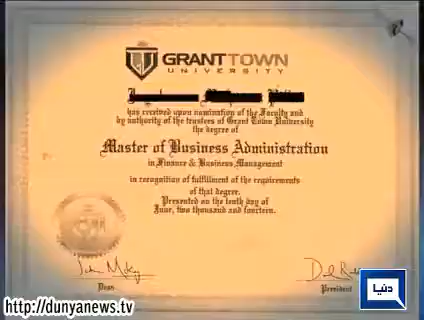 GRANT TOWN
UNIVERSITY
has received upon nomination of the Faculty and
by authority of the trustees of Grant Town University
the degree of
Master of Business Administration
in Finance & Business Management
in recognition of fulfillment of the requirements
of that degree.
Presented on the tenth day of
June, two thousand and fourteen.
Dean
President
دنیا
http://dunyanews.tv